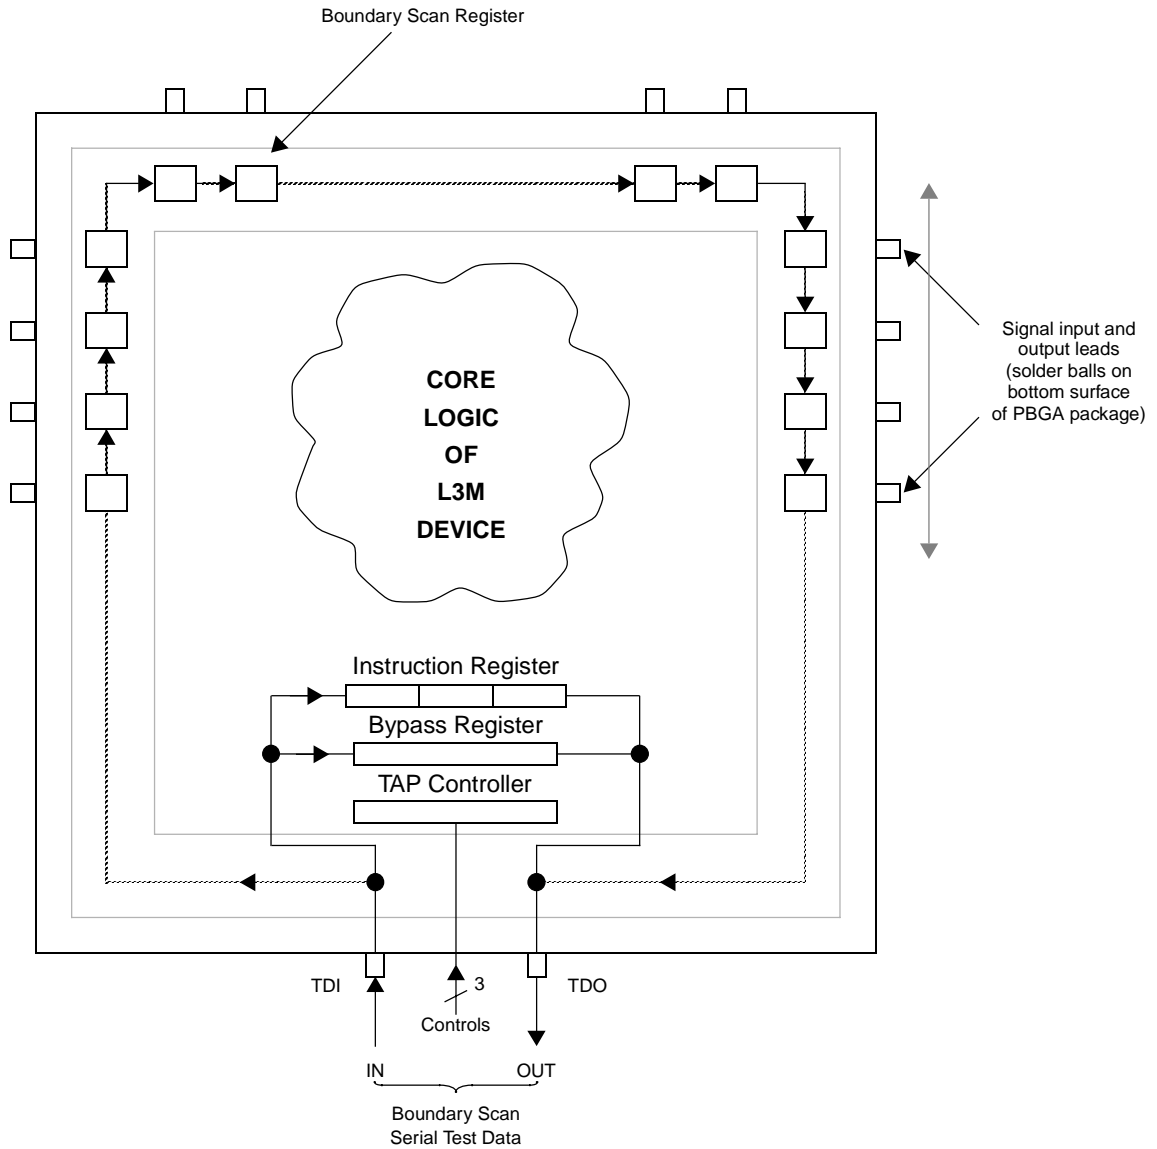 Boundary Scan Register
Signal input and
output leads
(solder balls on
bottom surface
of PBGA package)
CORE
LOGIC
OF
L3M
DEVICE
Instruction Register
Bypass Register
TAP Controller
TDI
3
TDO
Controls
IN
OUT
Boundary Scan
Serial Test Data